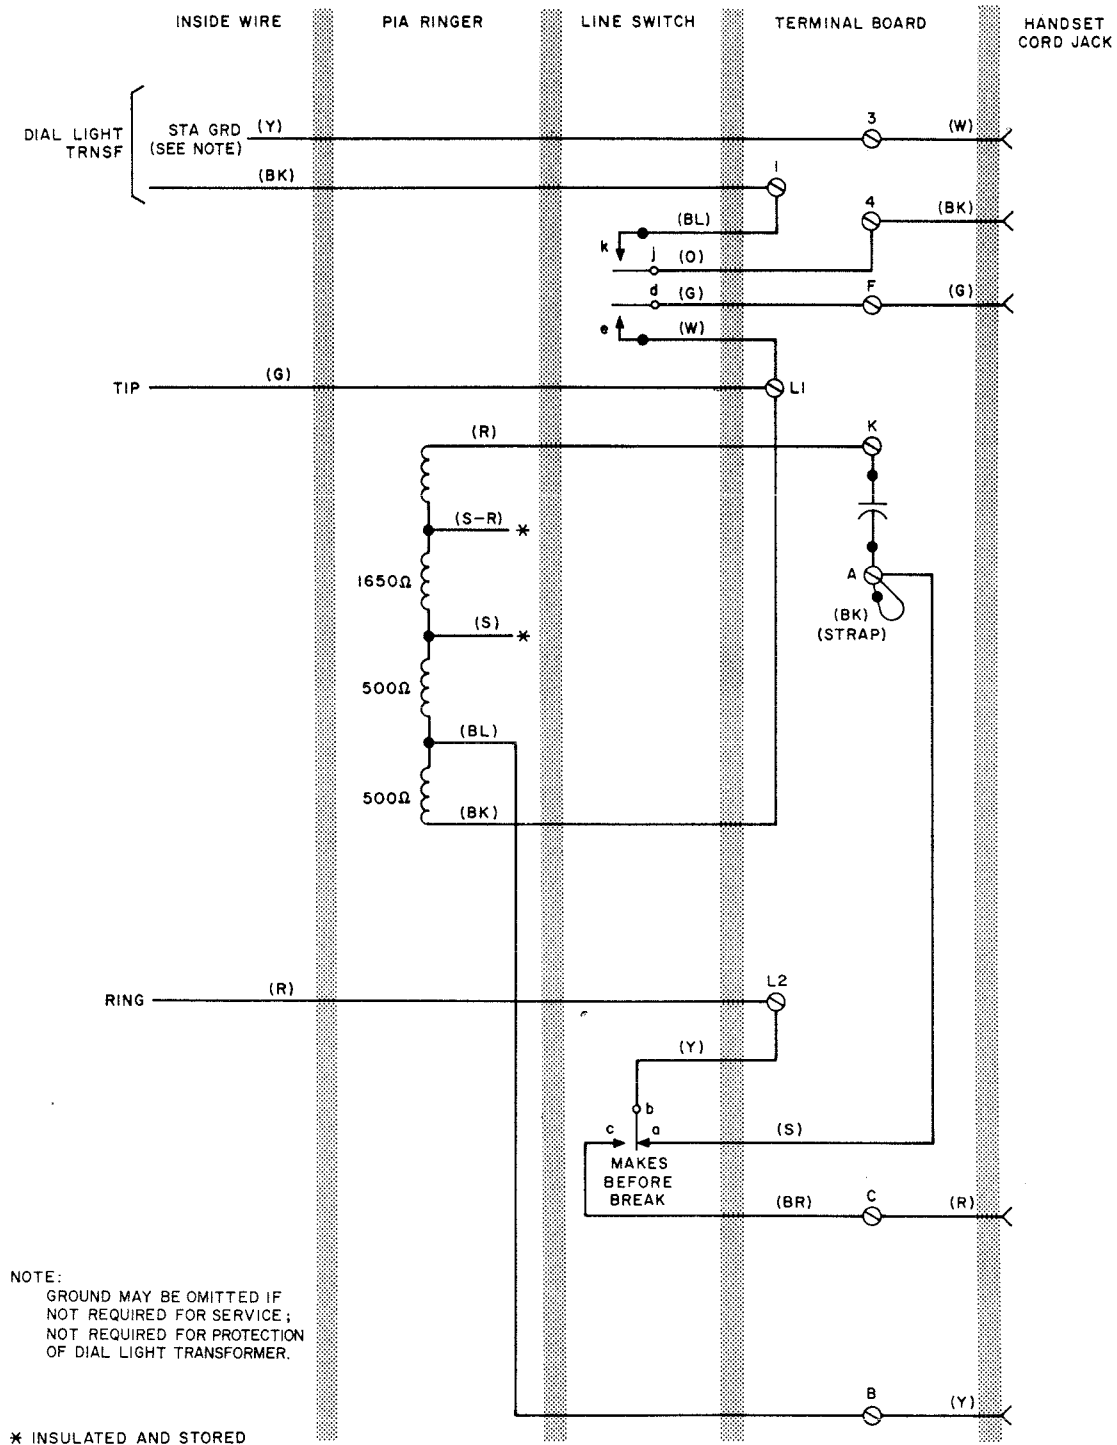 INSIDE WIRE
PIA RINGER
LINE SWITCH
TERMINAL BOARD
HANDSET
CORD JACK
DIAL LIGHT
TRNSF
STA GRD
(SEE NOTE)
(Y)
3
(W)
(BK)
1
4
(BK)
(BL)
k
j
(O)
d
(G)
F
(G)
e
(W)
TIP
(G)
L1
(R)
K
(S-R) *
1650Ω
A
(BK)
(STRAP)
(S) *
500Ω
(BL)
500Ω
(BK)
RING
(R)
L2
(Y)
b
c
a
(S)
MAKES
BEFORE
BREAK
(BR)
C
(R)
NOTE:
GROUND MAY BE OMITTED IF
NOT REQUIRED FOR SERVICE;
NOT REQUIRED FOR PROTECTION
OF DIAL LIGHT TRANSFORMER.
B
(Y)
* INSULATED AND STORED